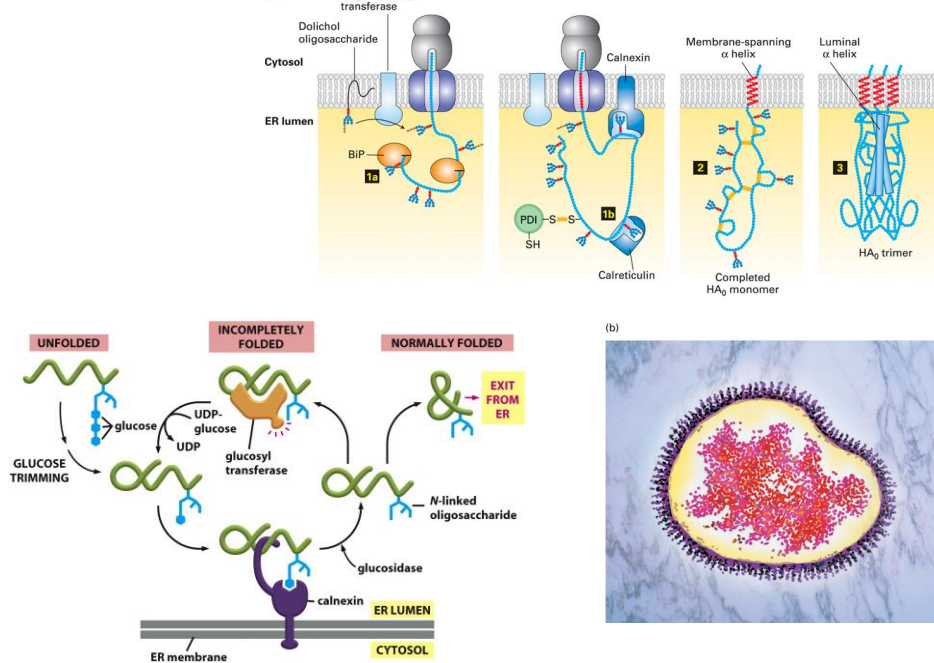 transferase
Dolichol
oligosaccharide
Cytosol
ER lumen
BiP
1a
Calnexin
PDI
S
S
SH
1b
Calreticulin
Membrane-spanning
α helix
2
Completed
HA₀ monomer
Luminal
α helix
3
HA₀ trimer
UNFOLDED
INCOMPLETELY
FOLDED
NORMALLY FOLDED
glucose
UDP-
glucose
UDP
glucosyl
transferase
EXIT
FROM
ER
GLUCOSE
TRIMMING
N-linked
oligosaccharide
glucosidase
calnexin
ER LUMEN
CYTOSOL
ER membrane
(b)